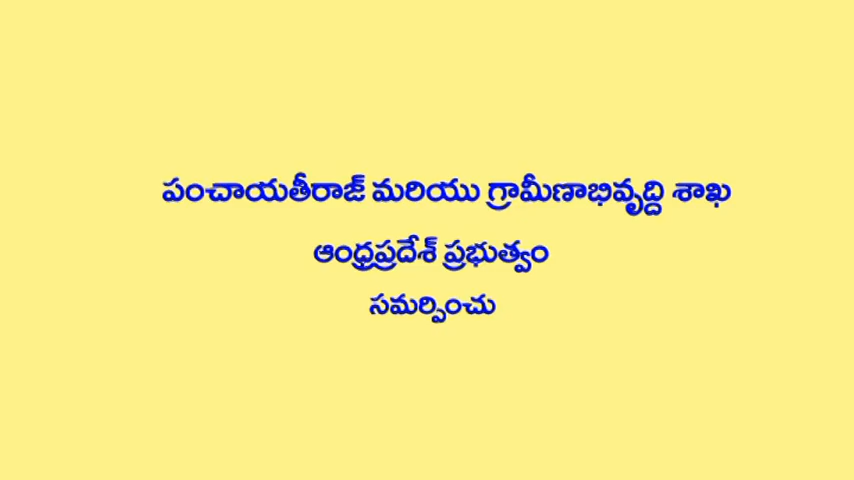 పంచాయతీరాజ్ మరియు గ్రామీణాభివృద్ది శాఖ
ఆంధ్రప్రదేశ్ ప్రభుత్వం
సమర్పించు